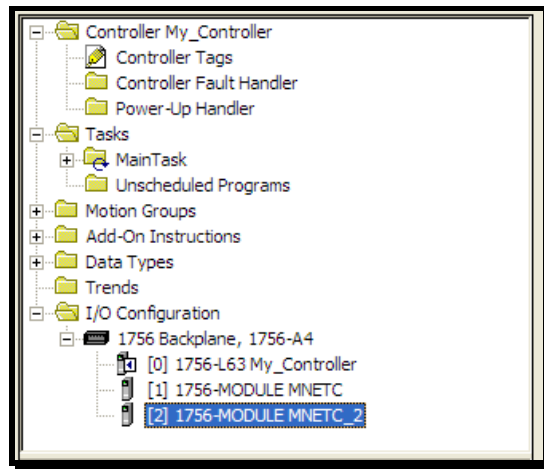 Controller My_Controller
Controller Tags
Controller Fault Handler
Power-Up Handler
Tasks
MainTask
Unscheduled Programs
Motion Groups
Add-On Instructions
Data Types
Trends
I/O Configuration
1756 Backplane, 1756-A4
[0] 1756-L63 My_Controller
[1] 1756-MODULE MNETC
[2] 1756-MODULE MNETC_2